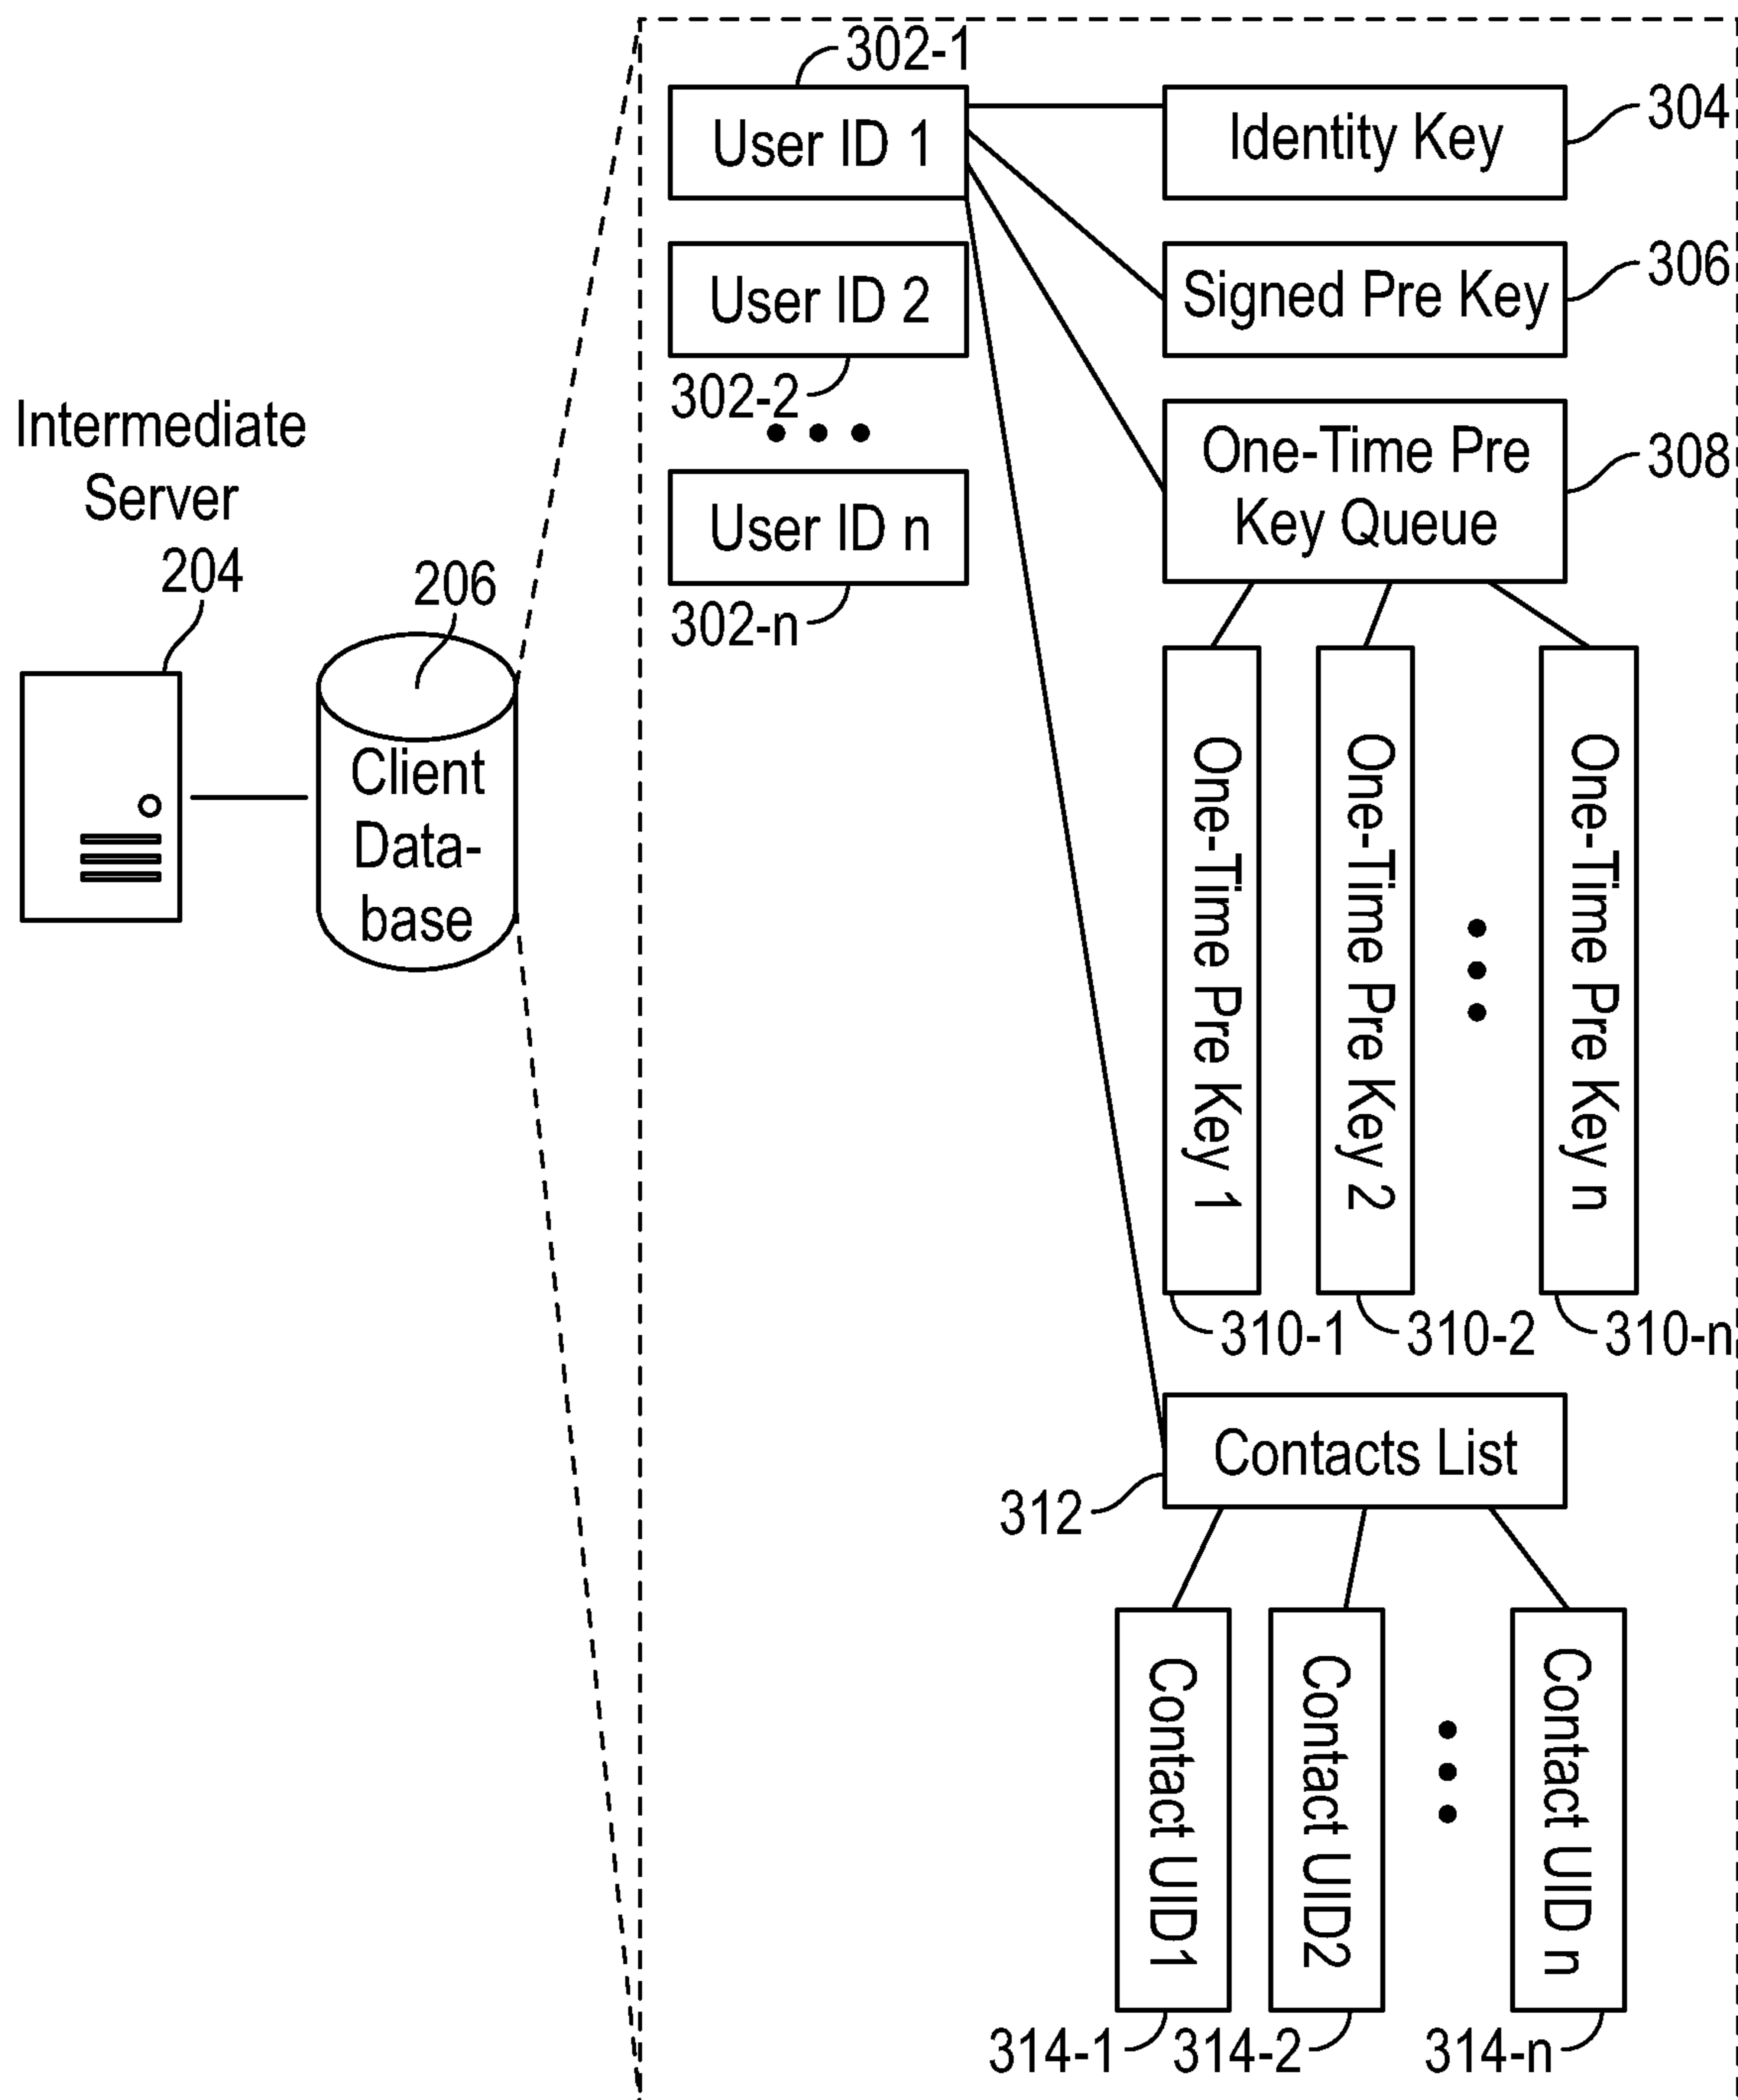 302-1
User ID 1
Identity Key
304
User ID 2
302-2
Signed Pre Key
306
User ID n
302-n
One-Time Pre
Key Queue
308
Intermediate
Server
204
206
Client
Data-
base
One-Time Pre Key 1
One-Time Pre Key 2
One-Time Pre Key n
310-1
310-2
310-n
Contacts List
312
Contact UID1
Contact UID2
Contact UID n
314-1
314-2
314-n